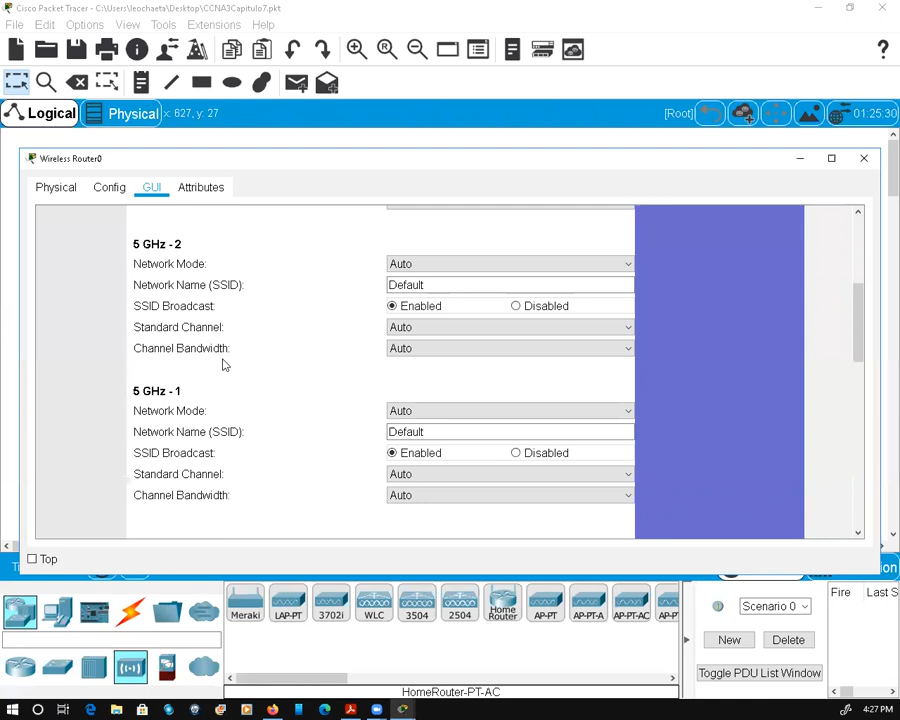 Cisco Packet Tracer - C:\Users\leochaeta\Desktop\CCNA3Capitulo7.pkt
File Edit Options View Tools Extensions Help
Logical Physical x: 627, y: 27 [Root] 01:25:30
Wireless Router0
Physical Config GUI Attributes
5 GHz - 2
Network Mode: Auto
Network Name (SSID): Default
SSID Broadcast: Enabled Disabled
Standard Channel: Auto
Channel Bandwidth: Auto
5 GHz - 1
Network Mode: Auto
Network Name (SSID): Default
SSID Broadcast: Enabled Disabled
Standard Channel: Auto
Channel Bandwidth: Auto
Top
Meraki LAP-PT 3702i WLC 3504 2504 Home Router AP-PT AP-PT-A AP-PT-AC
Scenario 0
Fire Last S
New Delete
Toggle PDU List Window
HomeRouter-PT-AC
4:27 PM